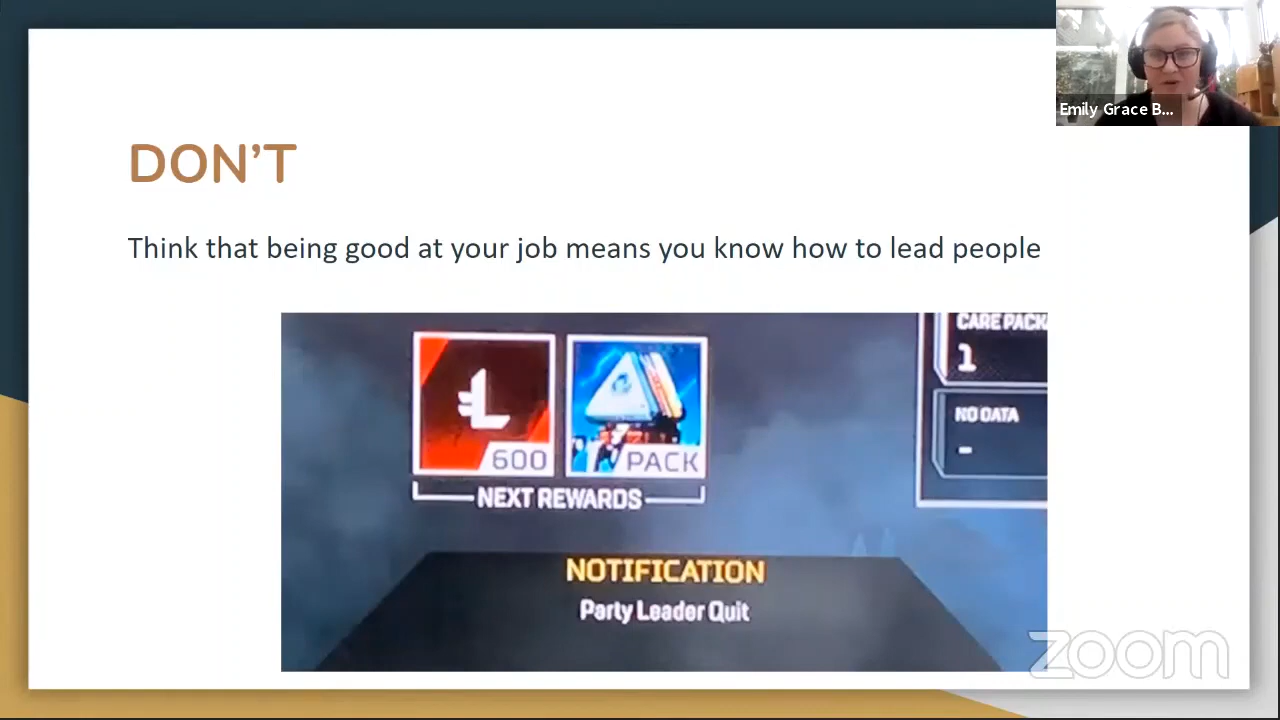 Emily Grace B...
DON'T
Think that being good at your job means you know how to lead people
CARE PACK
1
NO DATA
-
600
PACK
NEXT REWARDS
NOTIFICATION
Party Leader Quit
zoom